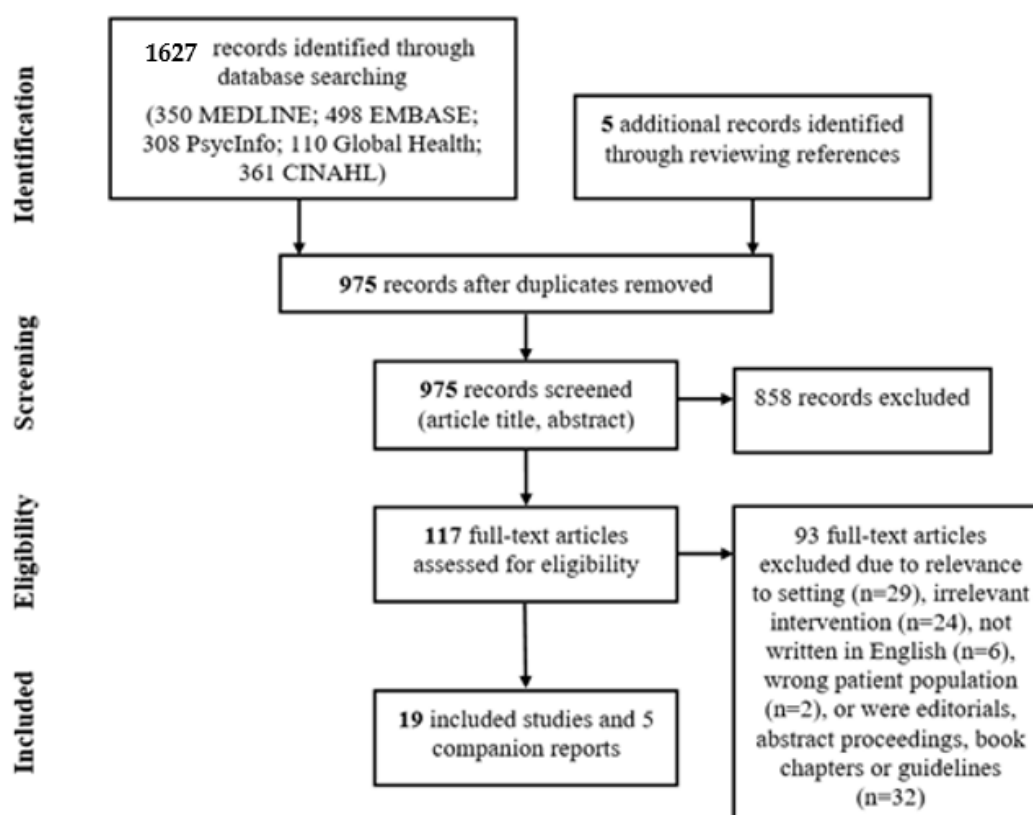 Identification
1627 records identified through
database searching
(350 MEDLINE; 498 EMBASE;
308 PsycInfo; 110 Global Health;
361 CINAHL)
5 additional records identified
through reviewing references
975 records after duplicates removed
Screening
975 records screened
(article title, abstract)
858 records excluded
Eligibility
117 full-text articles
assessed for eligibility
93 full-text articles
excluded due to relevance
to setting (n=29), irrelevant
intervention (n=24), not
written in English (n=6),
wrong patient population
(n=2), or were editorials,
abstract proceedings, book
chapters or guidelines
(n=32)
Included
19 included studies and 5
companion reports